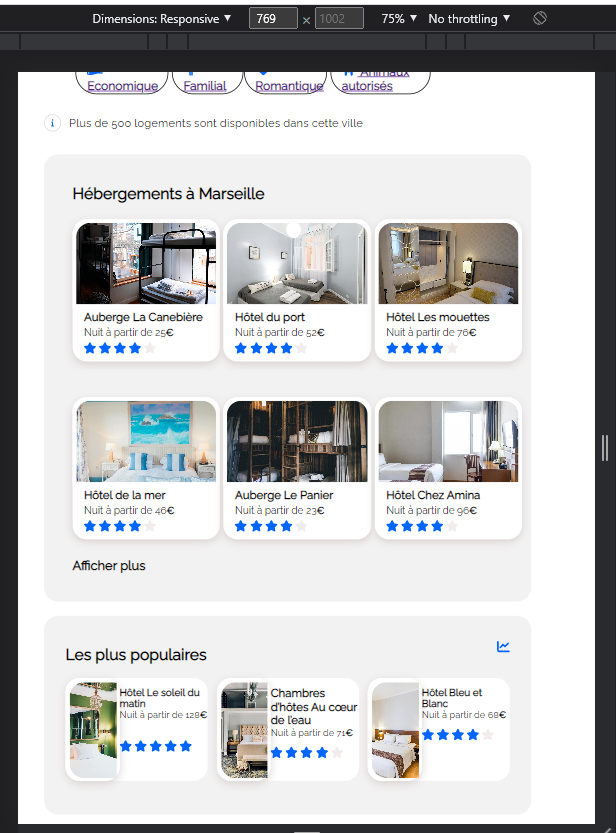 Dimensions: Responsive ▼ 769 × 1002 75% ▼ No throttling ▼
Economique Familial Romantique Animaux autorisés
i Plus de 500 logements sont disponibles dans cette ville
Hébergements à Marseille
Auberge La Canebière
Nuit à partir de 25€
Hôtel du port
Nuit à partir de 52€
Hôtel Les mouettes
Nuit à partir de 76€
Hôtel de la mer
Nuit à partir de 46€
Auberge Le Panier
Nuit à partir de 23€
Hôtel Chez Amina
Nuit à partir de 96€
Afficher plus
Les plus populaires
Hôtel Le soleil du
matin
Nuit à partir de 128€
Chambres
d'hôtes Au cœur
de l'eau
Nuit à partir de 71€
Hôtel Bleu et
Blanc
Nuit à partir de 68€